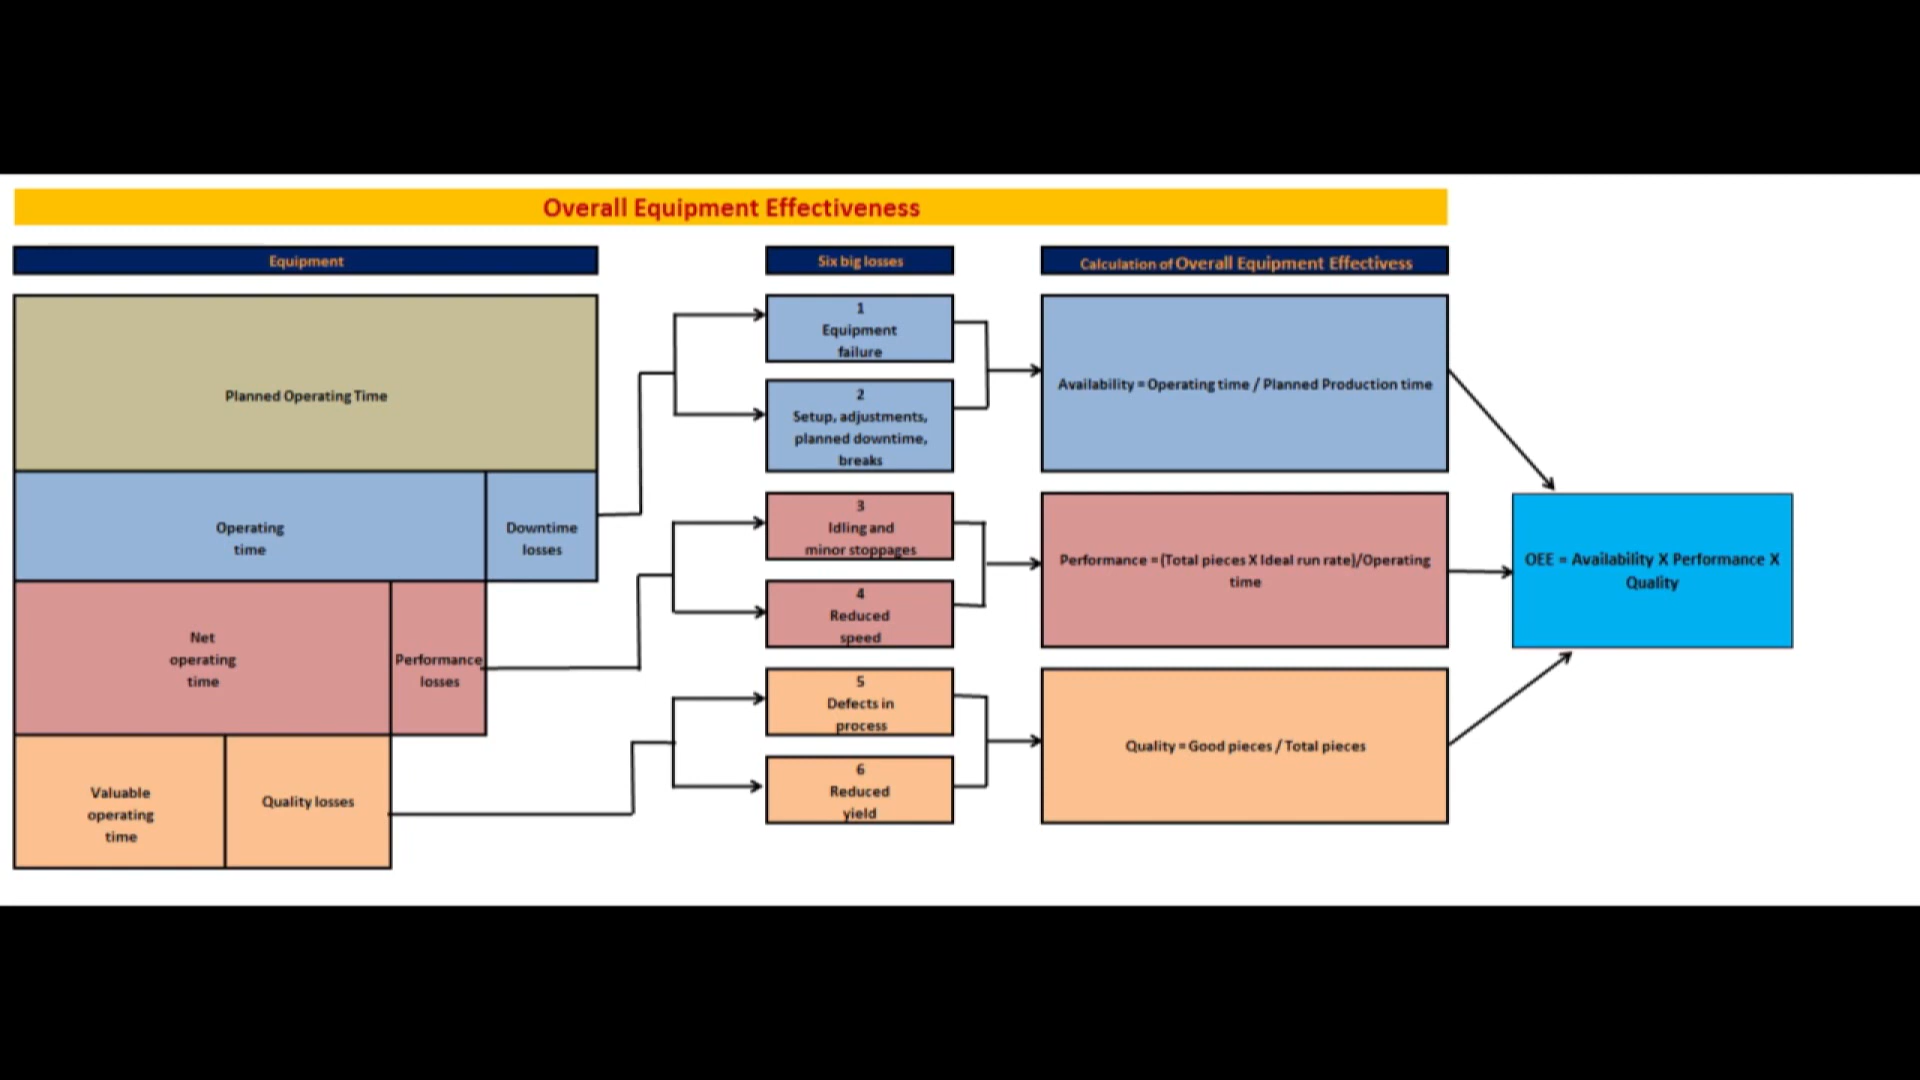 Overall Equipment Effectiveness
Equipment
Six big losses
Calculation of Overall Equipment Effectivess
Planned Operating Time
1
Equipment
failure
2
Setup, adjustments,
planned downtime,
breaks
Availability = Operating time / Planned Production time
Operating
time
Downtime
losses
3
Idling and
minor stoppages
4
Reduced
speed
Performance =(Total pieces X Ideal run rate)/Operating
time
OEE = Availability X Performance X
Quality
Net
operating
time
Performance
losses
5
Defects in
process
6
Reduced
yield
Quality = Good pieces / Total pieces
Valuable
operating
time
Quality losses